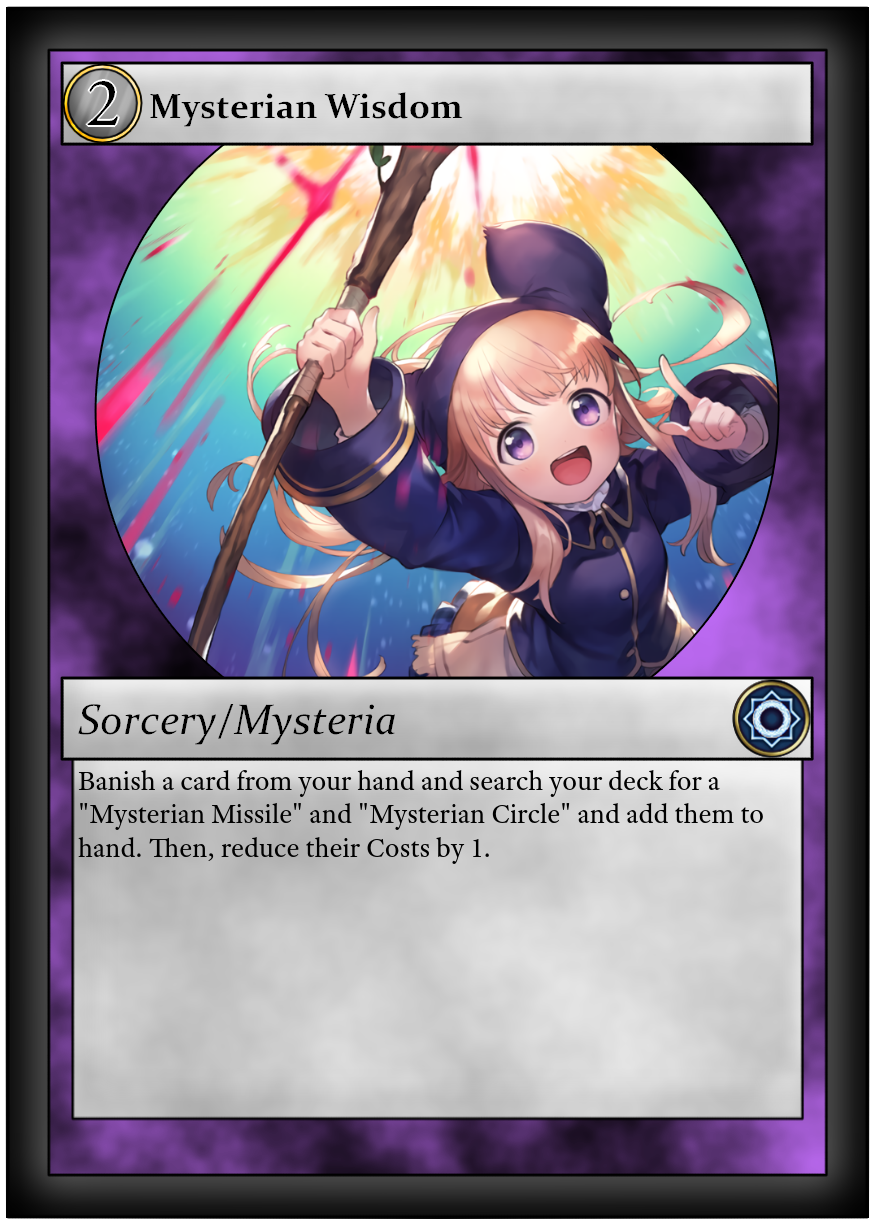 2 Mysterian Wisdom
Sorcery/Mysteria
Banish a card from your hand and search your deck for a
"Mysterian Missile" and "Mysterian Circle" and add them to
hand. Then, reduce their Costs by 1.